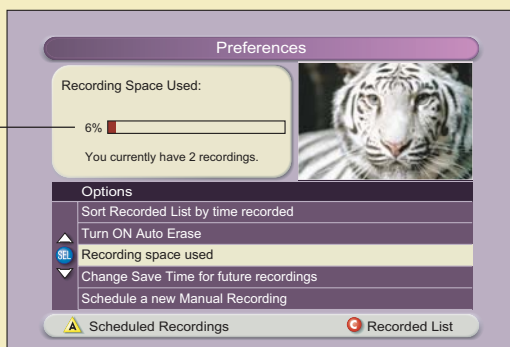 Preferences
Recording Space Used:
6%
You currently have 2 recordings.
Options
Sort Recorded List by time recorded
Turn ON Auto Erase
SEL Recording space used
Change Save Time for future recordings
Schedule a new Manual Recording
A Scheduled Recordings C Recorded List